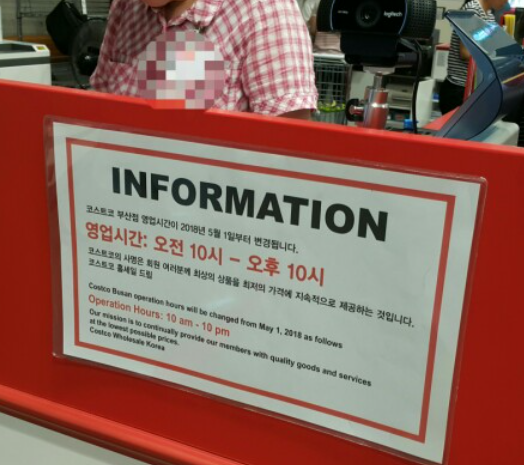 logitech
INFORMATION
코스트코 부산점 영업시간이 2018년 5월 1일부터 변경됩니다.
영업시간: 오전 10시 – 오후 10시
코스트코의 사명은 회원 여러분께 최상의 상품을 최저의 가격에 지속적으로 제공하는 것입니다.
코스트코 홀세일 드림
Costco Busan operation hours will be changed from May 1, 2018 as follows
Operation Hours: 10 am - 10 pm
Our mission is to continually provide our members with quality goods and services
at the lowest possible prices.
Costco Wholesale Korea